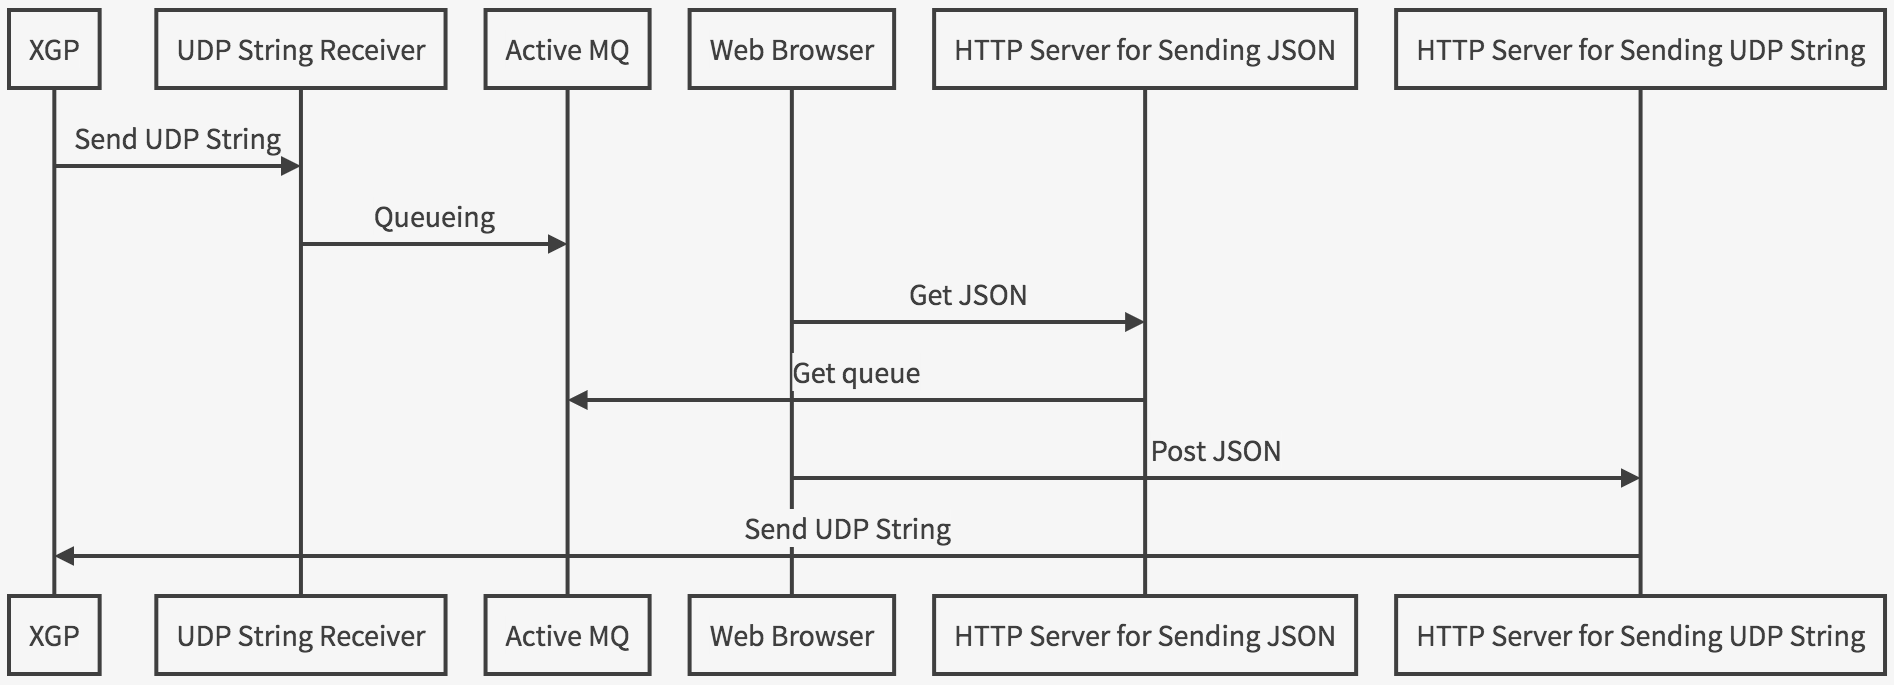 XGP
UDP String Receiver
Active MQ
Web Browser
HTTP Server for Sending JSON
HTTP Server for Sending UDP String
Send UDP String
Queueing
Get JSON
Get queue
Post JSON
Send UDP String
XGP
UDP String Receiver
Active MQ
Web Browser
HTTP Server for Sending JSON
HTTP Server for Sending UDP String